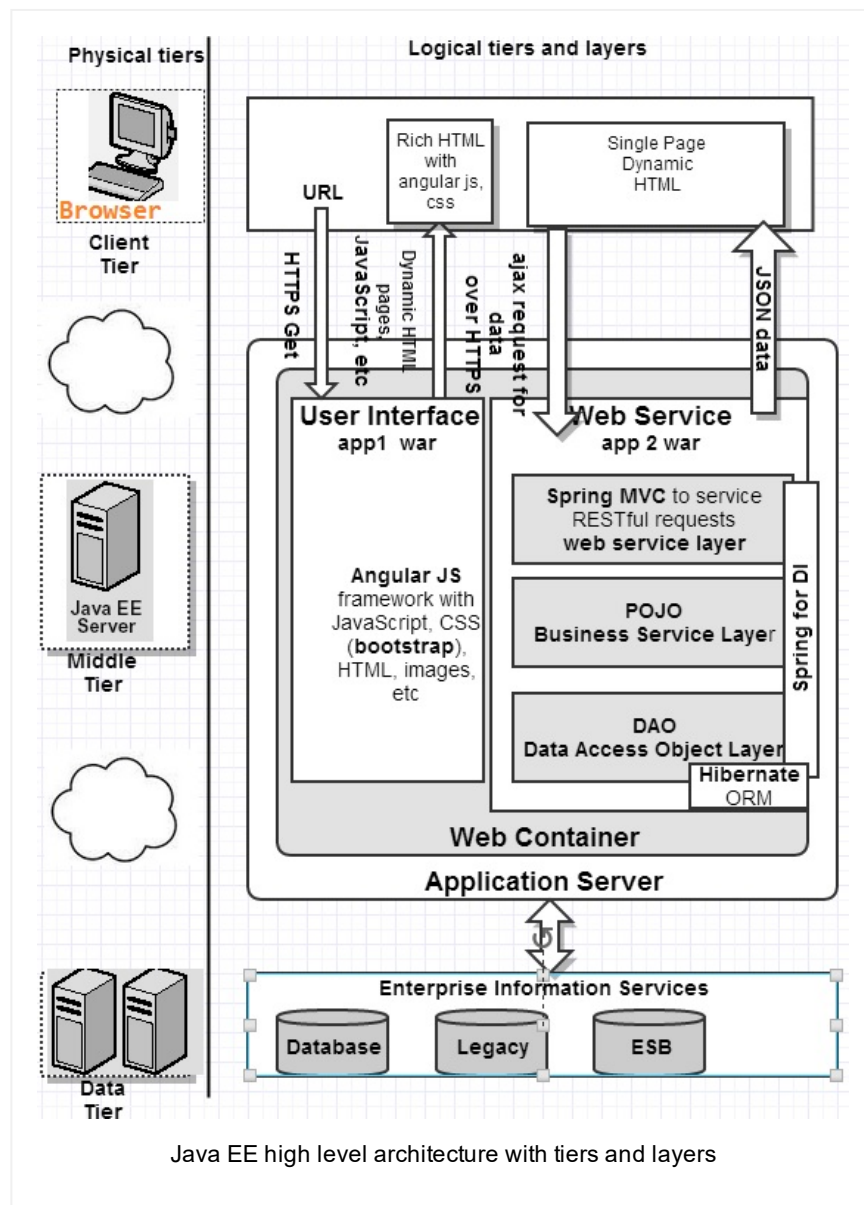 Physical tiers
Logical tiers and layers
Browser
Client
Tier
URL
Rich HTML
with
angular js,
css
Single Page
Dynamic
HTML
HTTPS Get
Dynamic HTML
pages,
JavaScript, etc
ajax request for
data
over HTTPS
JSON data
User Interface
app1 war
Angular JS
framework with
JavaScript, CSS
(bootstrap),
HTML, images,
etc
Web Service
app 2 war
Spring MVC to service
RESTful requests
web service layer
POJO
Business Service Layer
DAO
Data Access Object Layer
Spring for DI
Hibernate
ORM
Web Container
Application Server
Java EE
Server
Middle
Tier
Enterprise Information Services
Database
Legacy
ESB
Data
Tier
Java EE high level architecture with tiers and layers